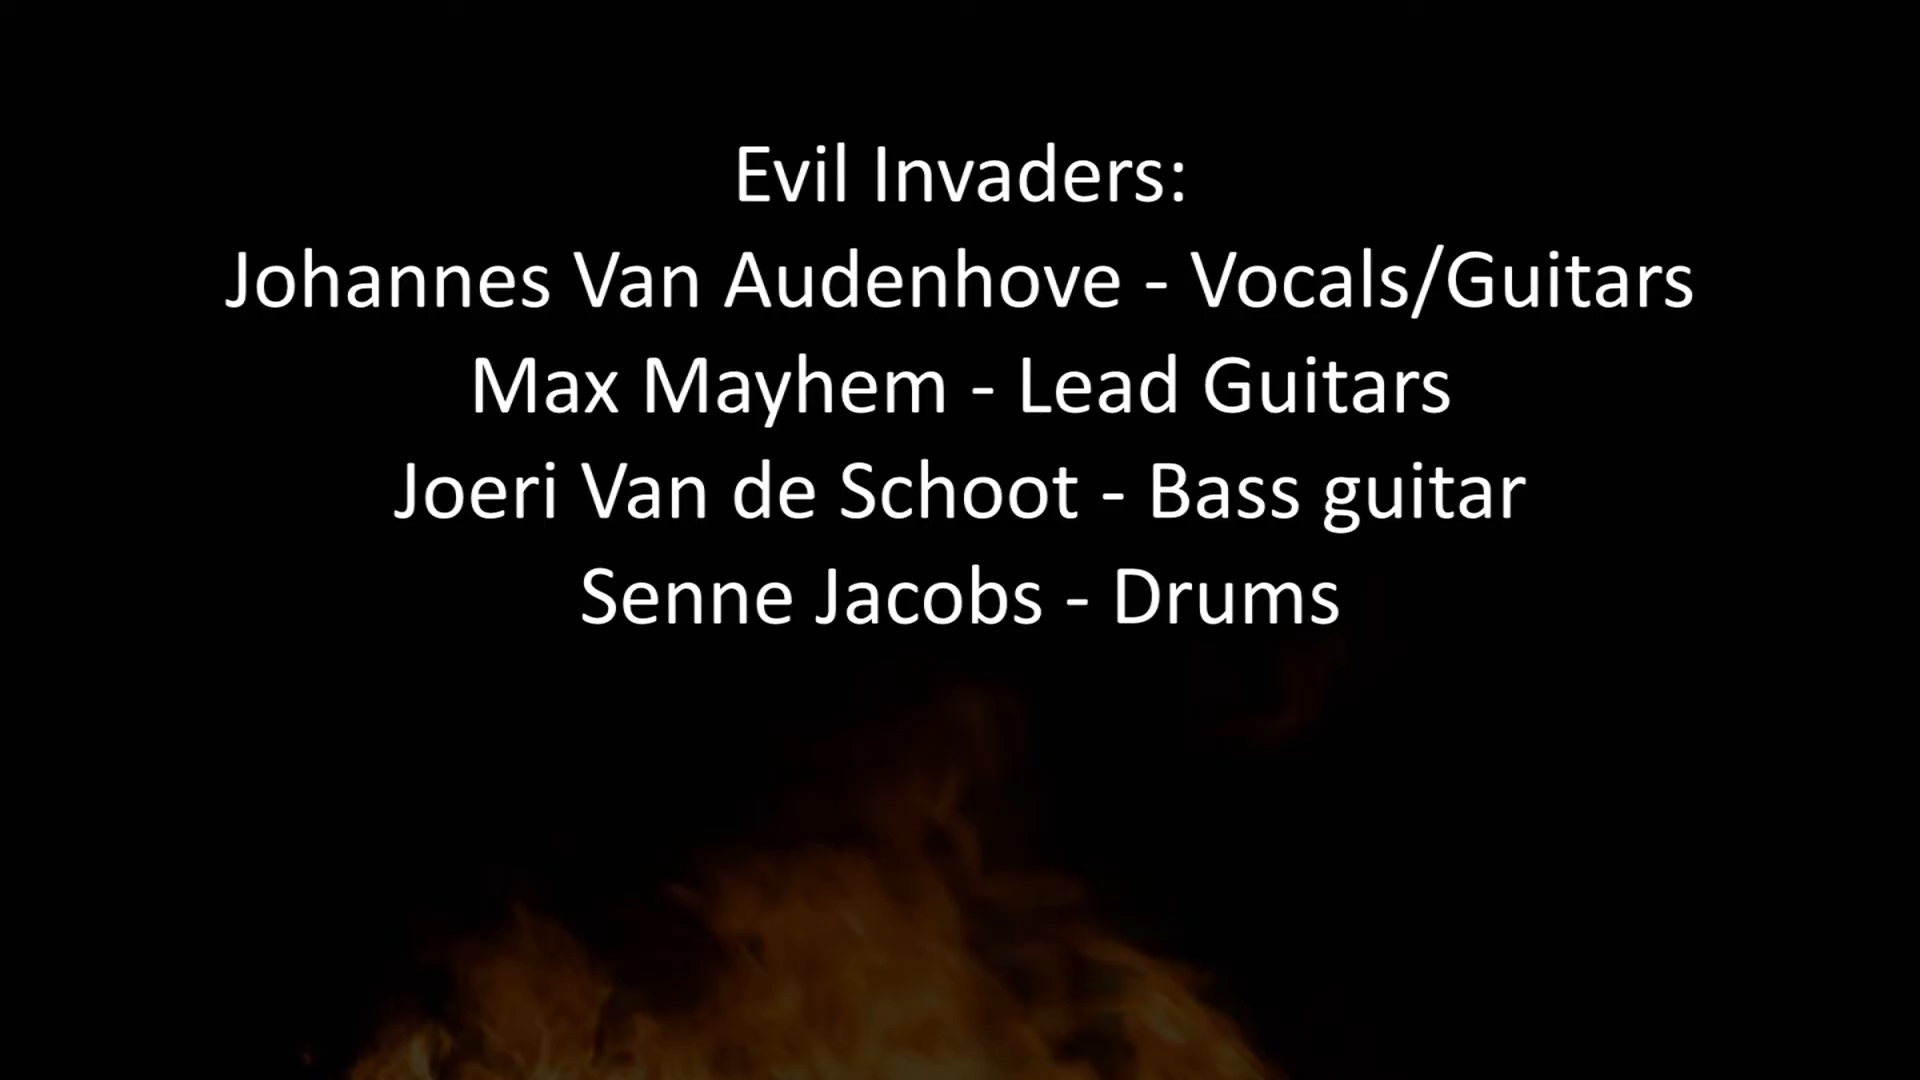 Evil Invaders:
Johannes Van Audenhove - Vocals/Guitars
Max Mayhem - Lead Guitars
Joeri Van de Schoot - Bass guitar
Senne Jacobs - Drums